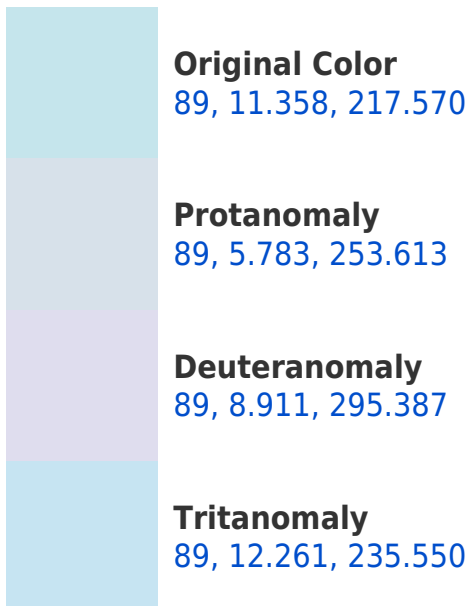 Original Color
89, 11.358, 217.570
Protanomaly
89, 5.783, 253.613
Deuteranomaly
89, 8.911, 295.387
Tritanomaly
89, 12.261, 235.550